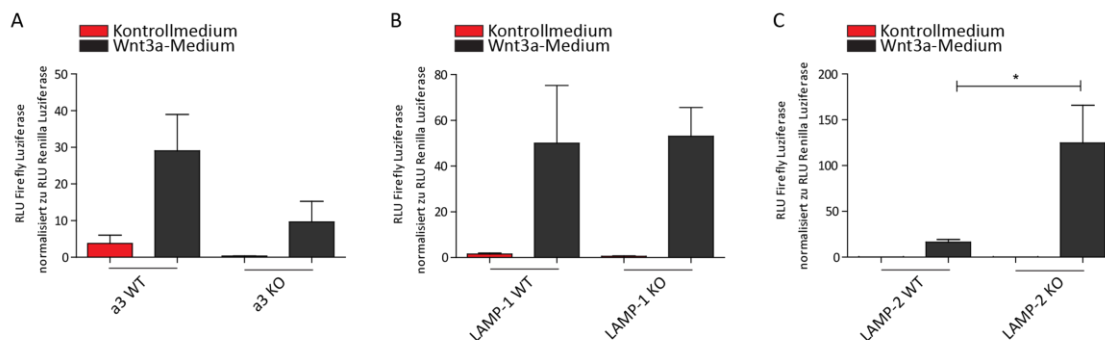 A
Kontrollmedium
Wnt3a-Medium
RLU Firefly Luziferase
normalisiert zu RLU Renilla Luziferase
50
40
30
20
10
0
a3 WT
a3 KO
B
Kontrollmedium
Wnt3a-Medium
RLU Firefly Luziferase
normalisiert zu RLU Renilla Luziferase
80
60
40
20
0
LAMP-1 WT
LAMP-1 KO
C
Kontrollmedium
Wnt3a-Medium
RLU Firefly Luziferase
normalisiert zu RLU Renilla Luziferase
200
150
100
50
0
*
LAMP-2 WT
LAMP-2 KO